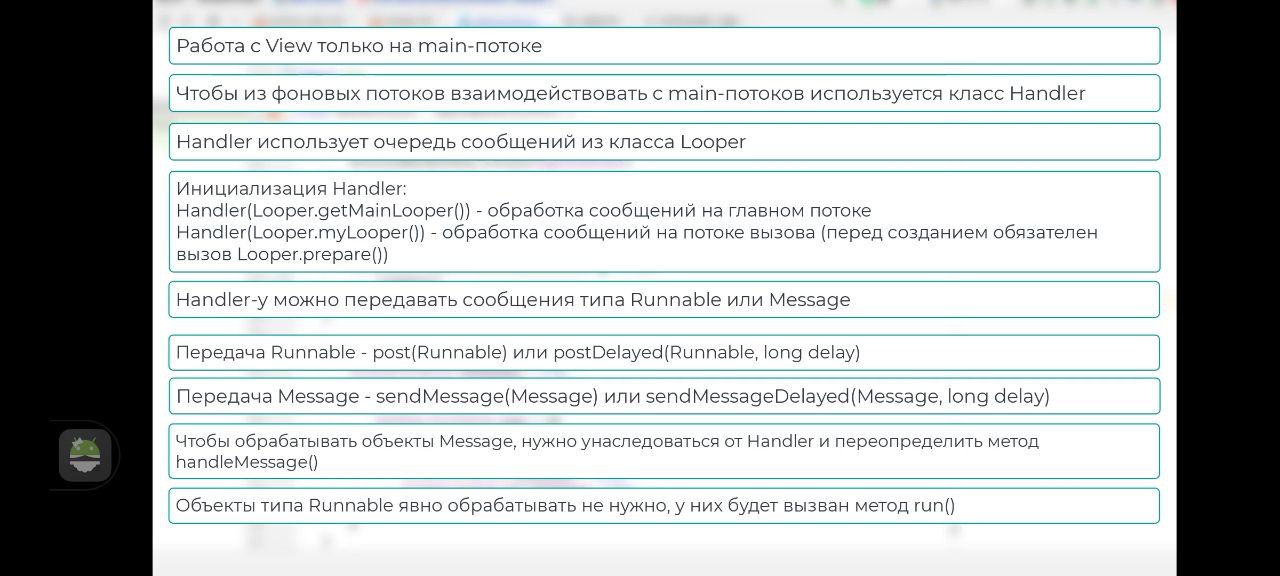 Работа с View только на main-потоке
Чтобы из фоновых потоков взаимодействовать с main-потоков используется класс Handler
Handler использует очередь сообщений из класса Looper
Инициализация Handler:
Handler(Looper.getMainLooper()) - обработка сообщений на главном потоке
Handler(Looper.myLooper()) - обработка сообщений на потоке вызова (перед созданием обязателен
вызов Looper.prepare())
Handler-у можно передавать сообщения типа Runnable или Message
Передача Runnable - post(Runnable) или postDelayed(Runnable, long delay)
Передача Message - sendMessage(Message) или sendMessageDelayed(Message, long delay)
Чтобы обрабатывать объекты Message, нужно унаследоваться от Handler и переопределить метод
handleMessage()
Объекты типа Runnable явно обрабатывать не нужно, у них будет вызван метод run()